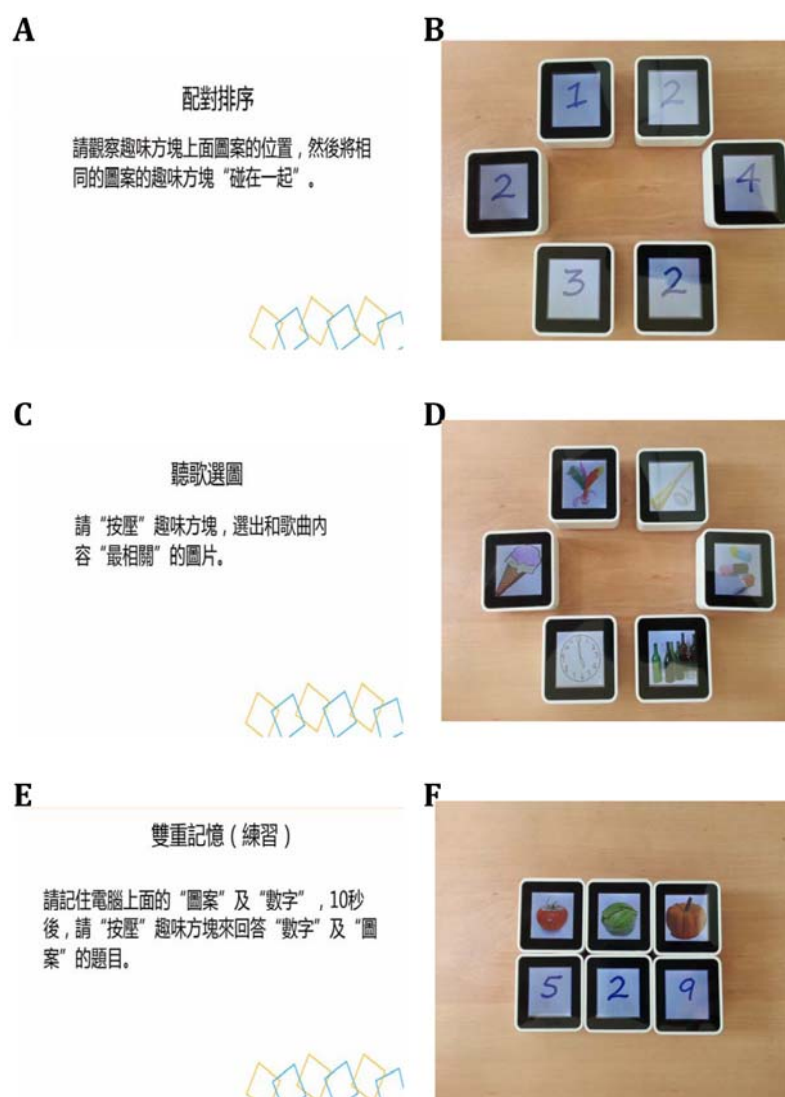 A
配對排序
請觀察趣味方塊上面圖案的位置，然後將相
同的圖案的趣味方塊“碰在一起”。
B
1 2
2 4
3 2
C
聽歌選圖
請“按壓”趣味方塊，選出和歌曲內
容“最相關”的圖片。
D
E
雙重記憶（練習）
請記住電腦上面的“圖案”及“數字”，10秒
後，請“按壓”趣味方塊來回答“數字”及“圖
案”的題目。
F
5 2 9